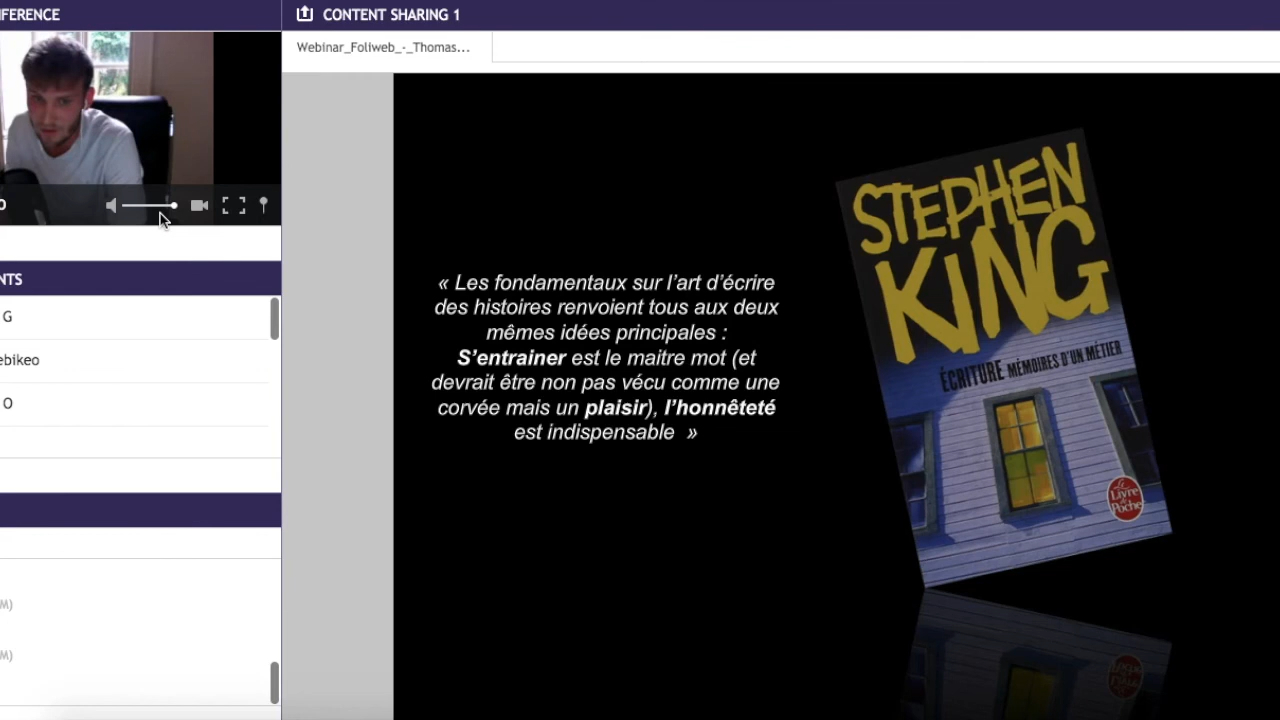 FERENCE
CONTENT SHARING 1
Webinar_Foliweb_-_Thomas...
O
NTS
G
ebikeo
O
M)
M)
« Les fondamentaux sur l’art d’écrire
des histoires renvoient tous aux deux
mêmes idées principales :
S’entrainer est le maitre mot (et
devrait être non pas vécu comme une
corvée mais un plaisir), l’honnêteté
est indispensable »
STEPHEN
KING
ÉCRITURE MÉMOIRES D'UN MÉTIER
Le
Livre
de
Poche